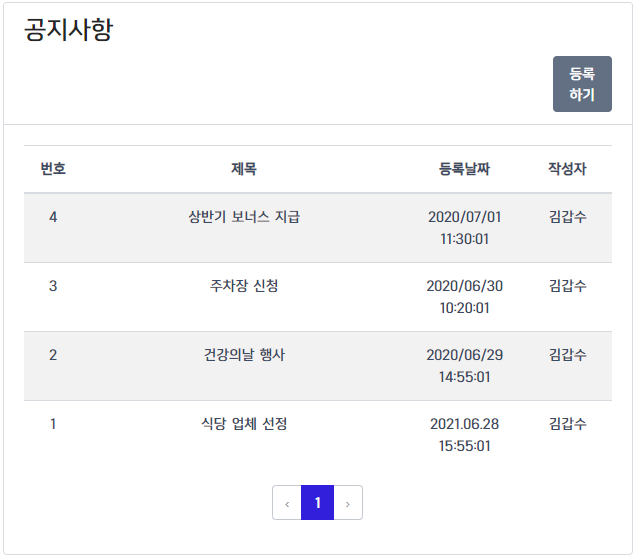 공지사항
등록
하기
번호 제목 등록날짜 작성자
4 상반기 보너스 지급 2020/07/01 김갑수
11:30:01
3 주차장 신청 2020/06/30 김갑수
10:20:01
2 건강의날 행사 2020/06/29 김갑수
14:55:01
1 식당 업체 선정 2021.06.28 김갑수
15:55:01
‹ 1 ›